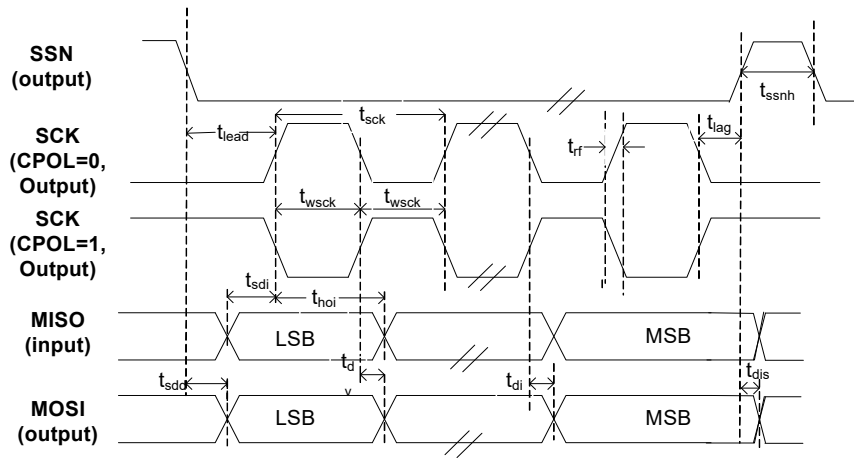 SSN
(output)
t_ssnh
t_sck
t_lead
t_lag
SCK
(CPOL=0,
Output)
t_rf
t_wsck t_wsck
SCK
(CPOL=1,
Output)
t_sdi
t_hoi
MISO
(input)
LSB
MSB
t_sdd
t_d
v
t_di
t_dis
MOSI
(output)
LSB
MSB